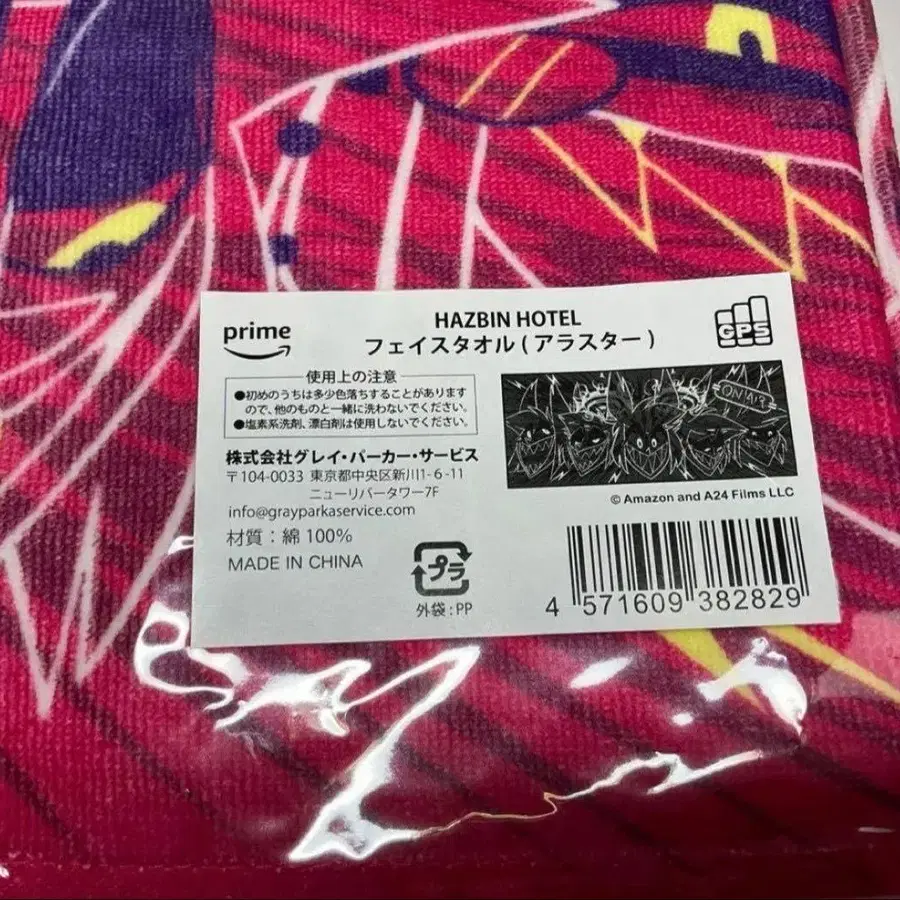 prime
HAZBIN HOTEL
フェイスタオル ( アラスター )
GPS
使用上の注意
●初めのうちは多少色落ちすることがあります
ので、他のものと一緒に洗わないでください。
●塩素系洗剤、漂白剤は使用しないでください。
ON AIR
株式会社グレイ・パーカー・サービス
〒104-0033 東京都中央区新川1-6-11
ニューリバータワー7F
info@grayparkaservice.com
© Amazon and A24 Films LLC
材質：綿 100%
MADE IN CHINA
プラ
外袋：PP
4 571609 382829